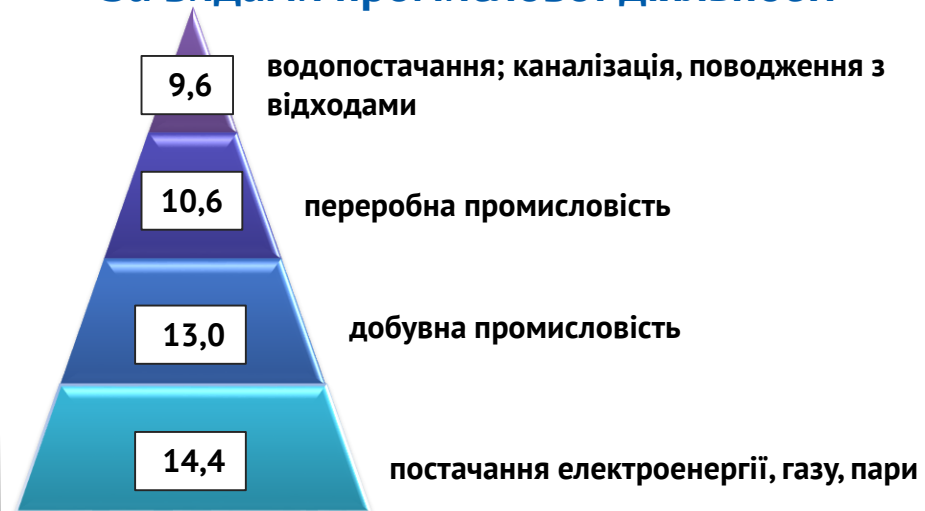 9,6
водопостачання; каналізація, поводження з
відходами
10,6
переробна промисловість
13,0
добувна промисловість
14,4
постачання електроенергії, газу, пари